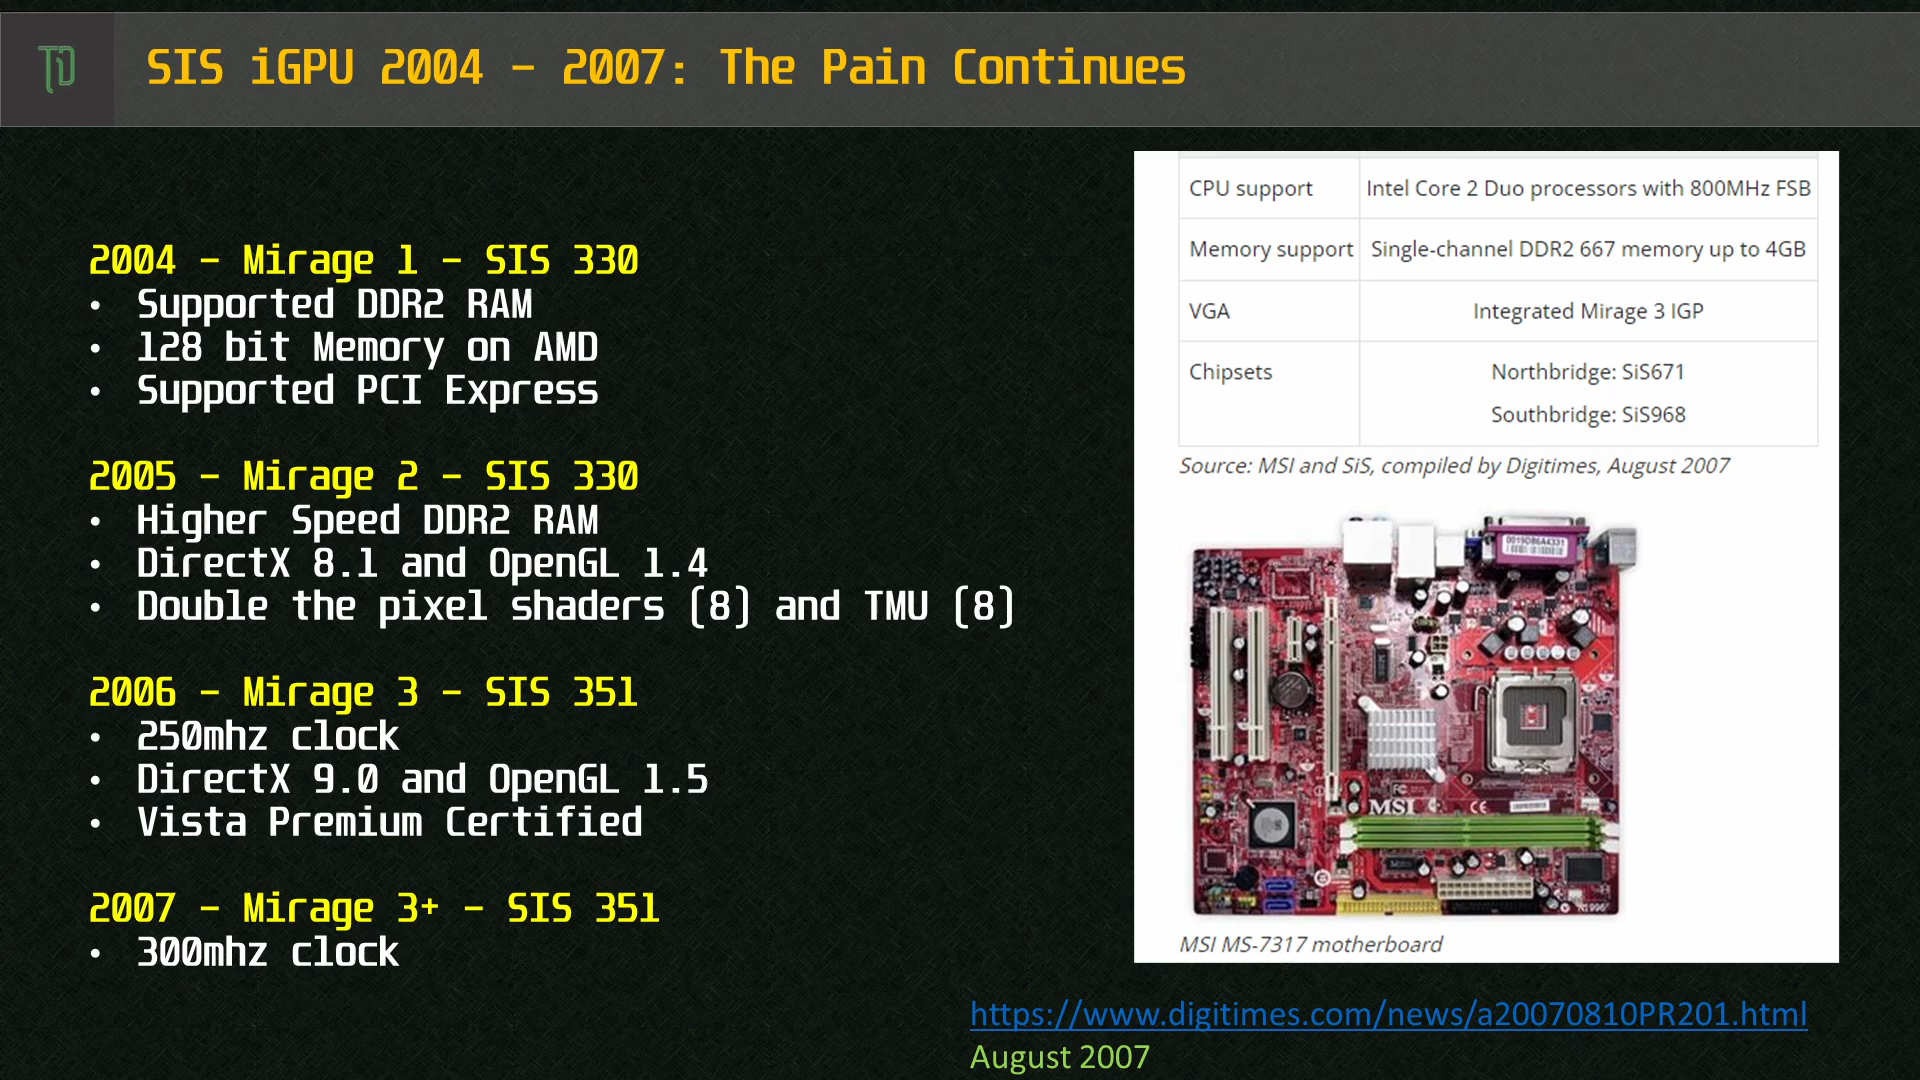 TD
SIS iGPU 2004 – 2007: The Pain Continues
2004 – Mirage 1 – SIS 330
• Supported DDR2 RAM
• 128 bit Memory on AMD
• Supported PCI Express
2005 – Mirage 2 – SIS 330
• Higher Speed DDR2 RAM
• DirectX 8.1 and OpenGL 1.4
• Double the pixel shaders (8) and TMU (8)
2006 – Mirage 3 – SIS 351
• 250mhz clock
• DirectX 9.0 and OpenGL 1.5
• Vista Premium Certified
2007 – Mirage 3+ – SIS 351
• 300mhz clock
CPU support Intel Core 2 Duo processors with 800MHz FSB
Memory support Single-channel DDR2 667 memory up to 4GB
VGA Integrated Mirage 3 IGP
Chipsets Northbridge: SiS671
Southbridge: SiS968
Source: MSI and SiS, compiled by Digitimes, August 2007
0019DB6A4331
FC
MSI CE
N1996
MSI MS-7317 motherboard
https://www.digitimes.com/news/a20070810PR201.html
August 2007